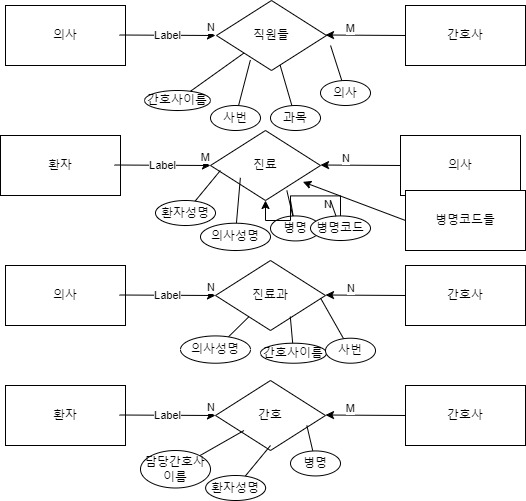 의사
Label
N
직원들
M
간호사
간호사이름
사번
과목
의사
환자
Label
M
진료
N
의사
환자성명
의사성명
병명
N
병명코드
병명코드들
의사
Label
N
진료과
N
간호사
의사성명
간호사이름
사번
환자
Label
N
간호
M
간호사
담당간호사
이름
환자성명
병명